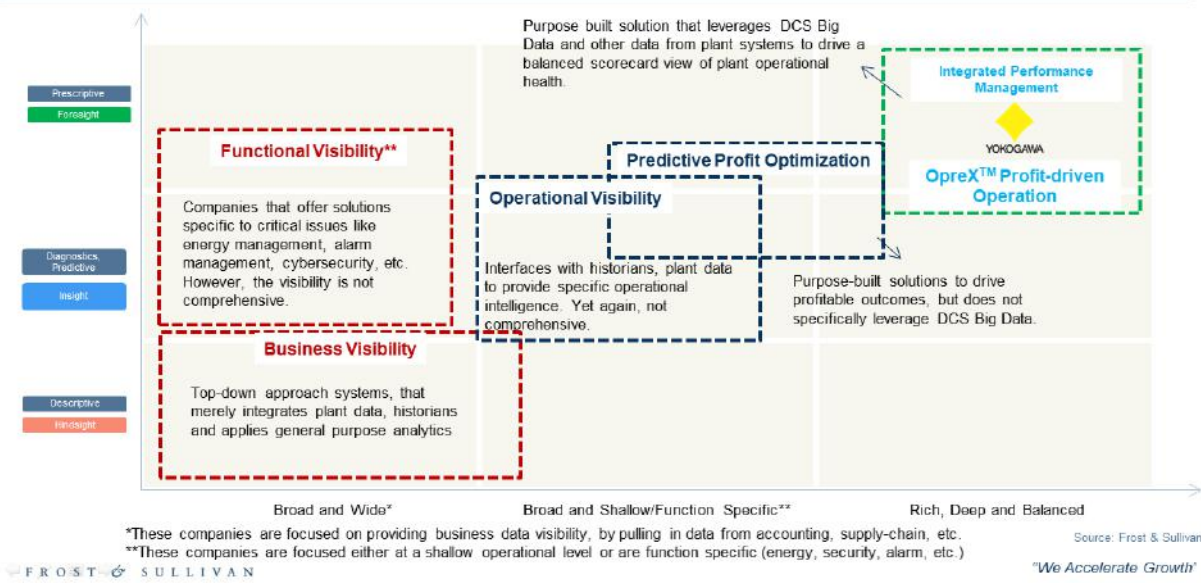 Purpose built solution that leverages DCS Big
Data and other data from plant systems to drive a
balanced scorecard view of plant operational
health.
Integrated Performance
Management
YOKOGAWA
OpreX™ Profit-driven
Operation
Prescriptive
Foresight
Functional Visibility**
Companies that offer solutions
specific to critical issues like
energy management, alarm
management, cybersecurity, etc.
However, the visibility is not
comprehensive.
Predictive Profit Optimization
Operational Visibility
Interfaces with historians, plant data
to provide specific operational
intelligence. Yet again, not
comprehensive.
Purpose-built solutions to drive
profitable outcomes, but does not
specifically leverage DCS Big Data.
Diagnostics,
Predictive
Insight
Business Visibility
Top-down approach systems, that
merely integrates plant data, historians
and applies general purpose analytics
Descriptive
Hindsight
Broad and Wide*
Broad and Shallow/Function Specific**
Rich, Deep and Balanced
*These companies are focused on providing business data visibility, by pulling in data from accounting, supply-chain, etc.
**These companies are focused either at a shallow operational level or are function specific (energy, security, alarm, etc.)
Source: Frost & Sullivan
FROST & SULLIVAN
"We Accelerate Growth"